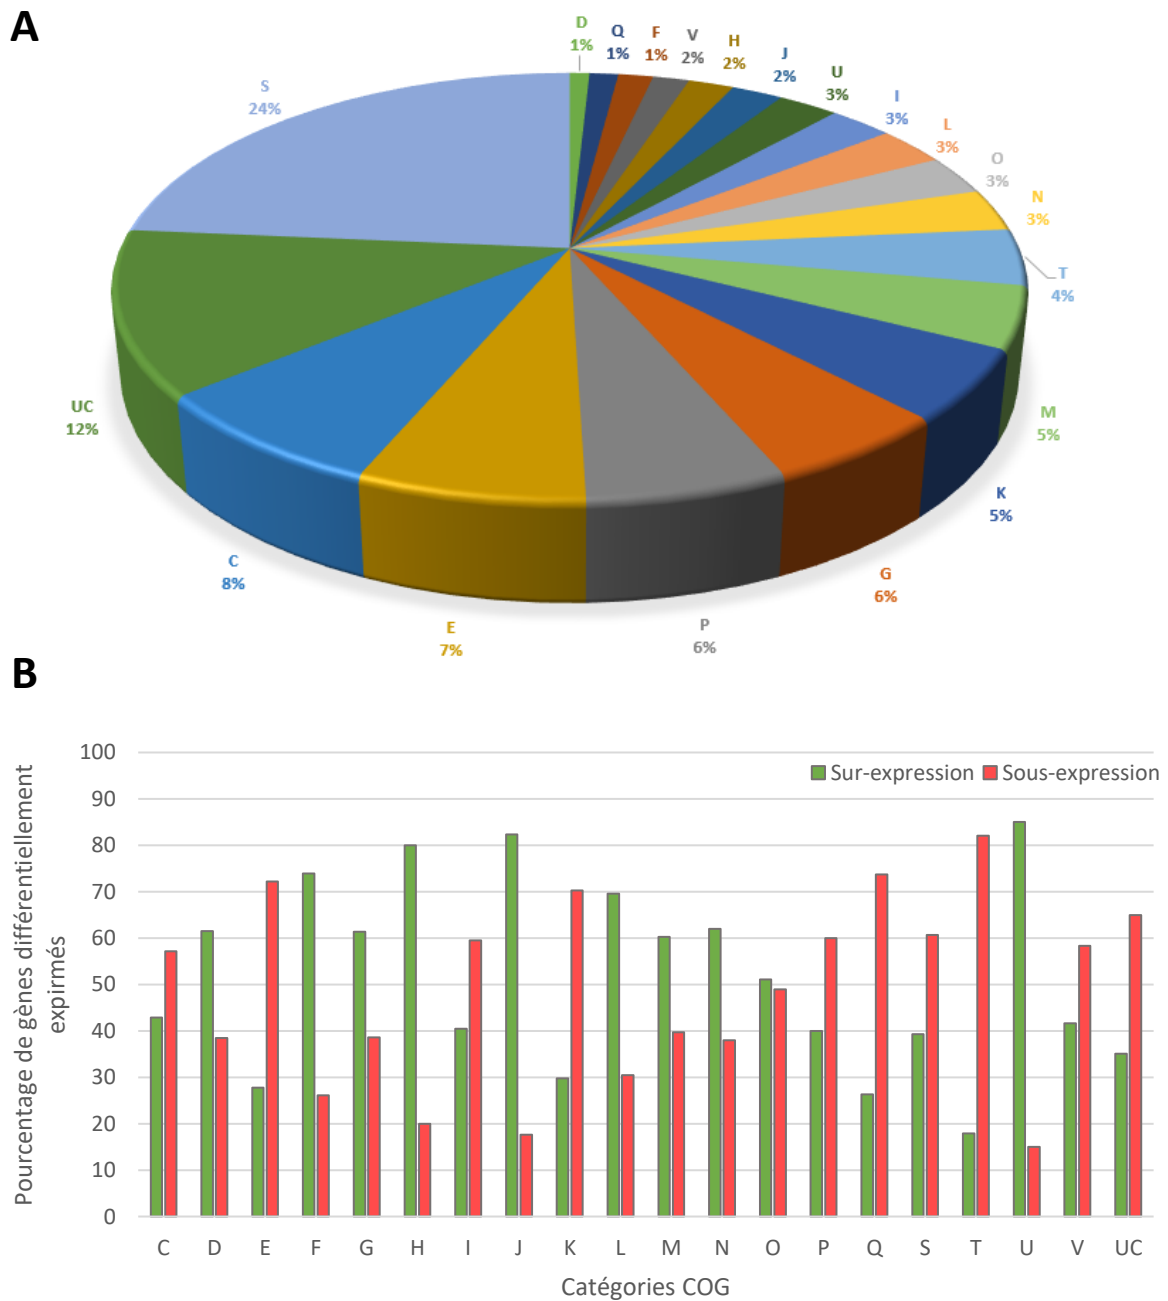 A
D
1%
Q
1%
F
1%
V
2%
H
2%
J
2%
U
3%
I
3%
L
3%
O
3%
N
3%
T
4%
M
5%
K
5%
G
6%
P
6%
E
7%
C
8%
UC
12%
S
24%
B
Pourcentage de gènes différentiellement
expirmés
100
90
80
70
60
50
40
30
20
10
0
Sur-expression Sous-expression
C D E F G H I J K L M N O P Q S T U V UC
Catégories COG